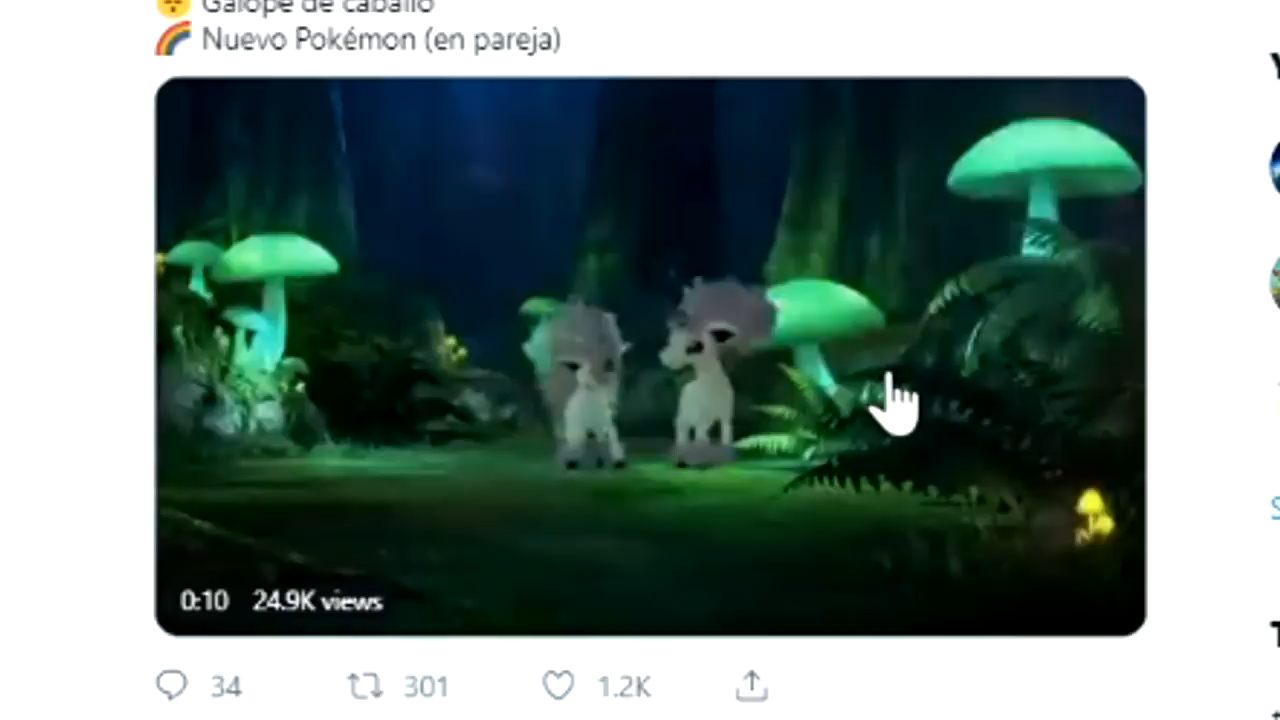 Galope de caballo
🌈 Nuevo Pokémon (en pareja)
0:10 24.9K views
34 301 1.2K